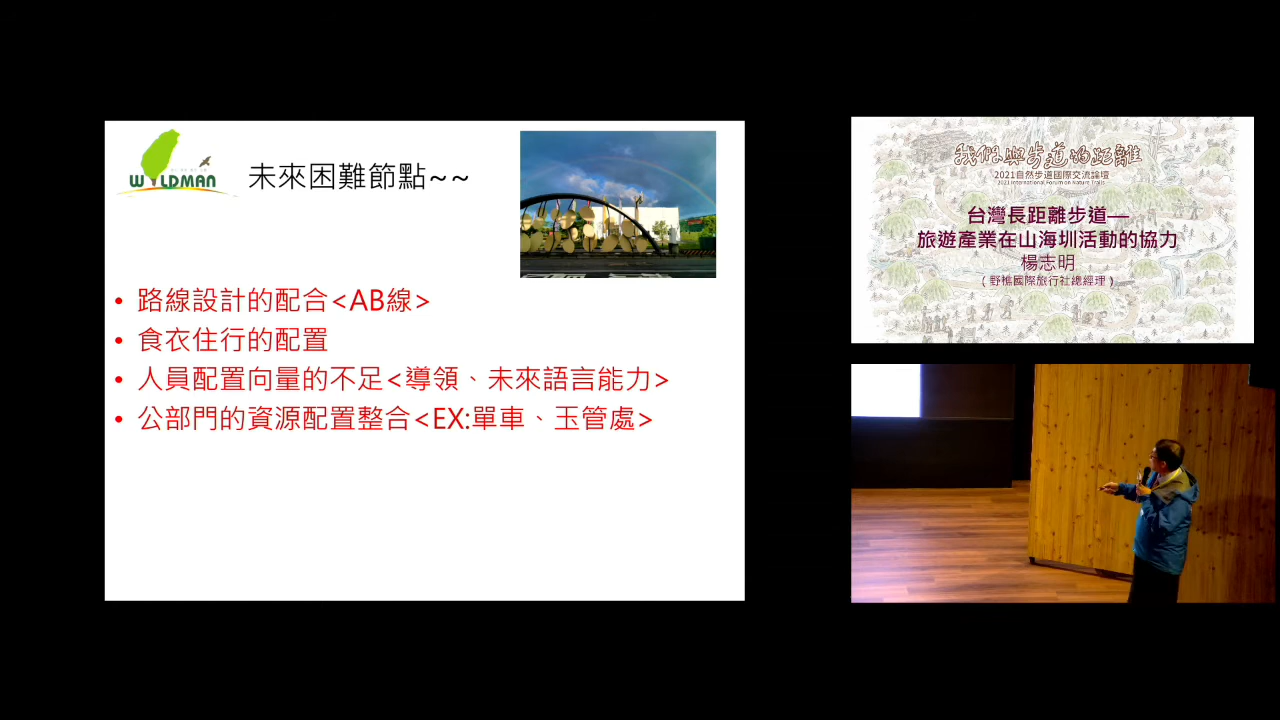 WILDMAN
未來困難節點~~
• 路線設計的配合<AB線>
• 食衣住行的配置
• 人員配置向量的不足<導領、未來語言能力>
• 公部門的資源配置整合<EX:單車、玉管處>
我們與步道的距離
2021自然步道國際交流論壇
2021 International Forum on Nature Trails
台灣長距離步道—
旅遊產業在山海圳活動的協力
楊志明
(野樵國際旅行社總經理)